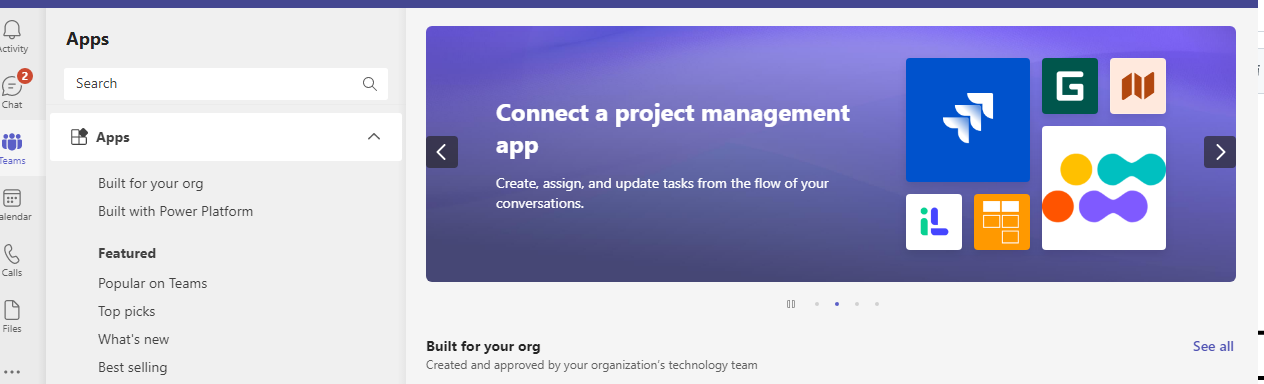 Activity
Chat
2
Teams
Calendar
Calls
Files
Apps
Search
Apps
Built for your org
Built with Power Platform
Featured
Popular on Teams
Top picks
What's new
Best selling
Connect a project management
app
Create, assign, and update tasks from the flow of your
conversations.
G
iL
Built for your org
See all
Created and approved by your organization's technology team